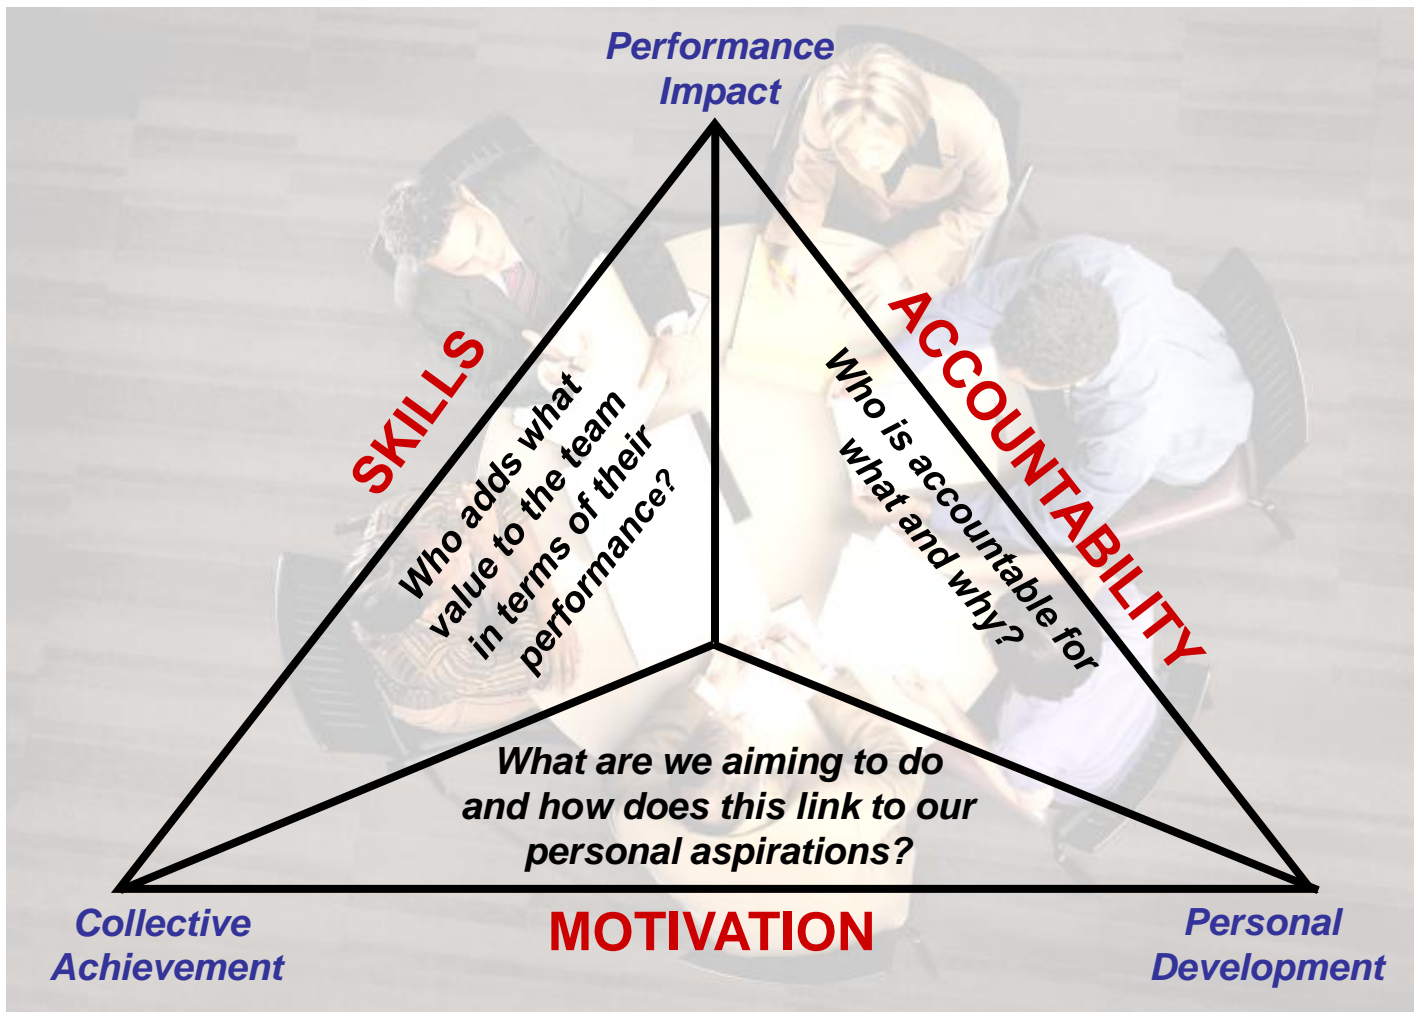 Performance
Impact
SKILLS
Who adds what
value to the team
in terms of their
performance?
ACCOUNTABILITY
Who is accountable for
what and why?
What are we aiming to do
and how does this link to our
personal aspirations?
Collective
Achievement
MOTIVATION
Personal
Development